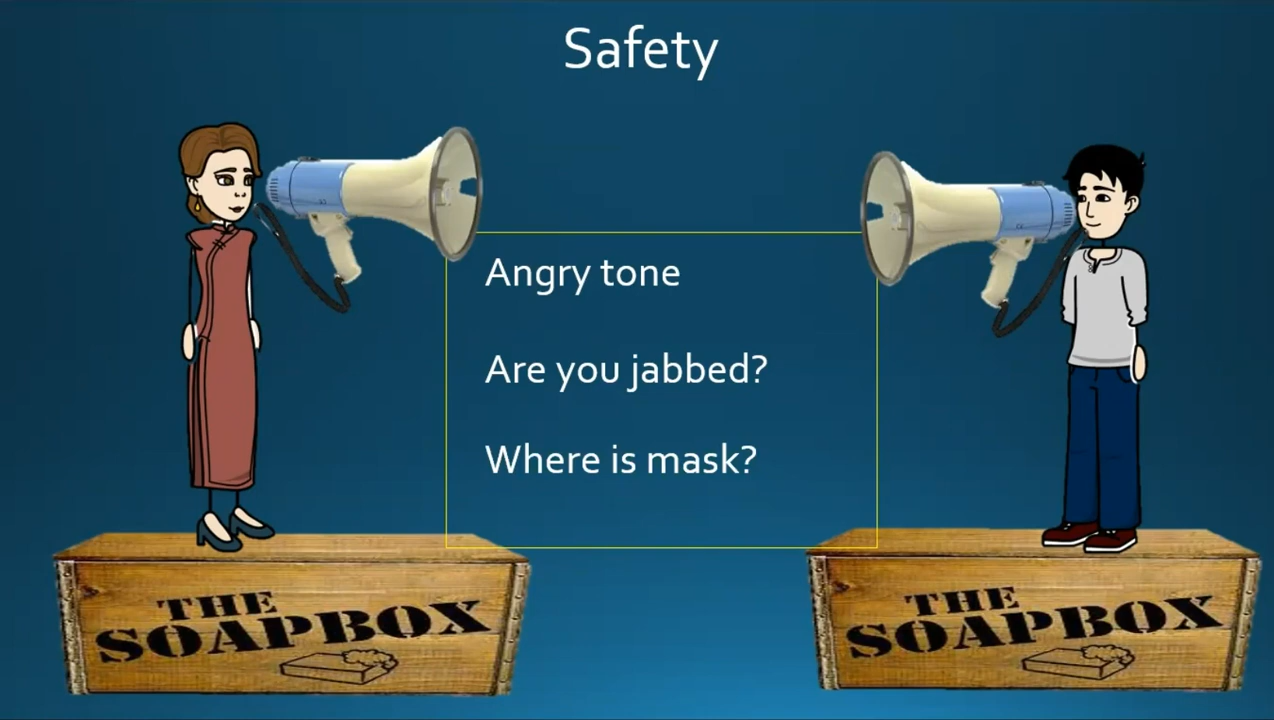 Safety
Angry tone
Are you jabbed?
Where is mask?
THE
SOAPBOX
THE
SOAPBOX